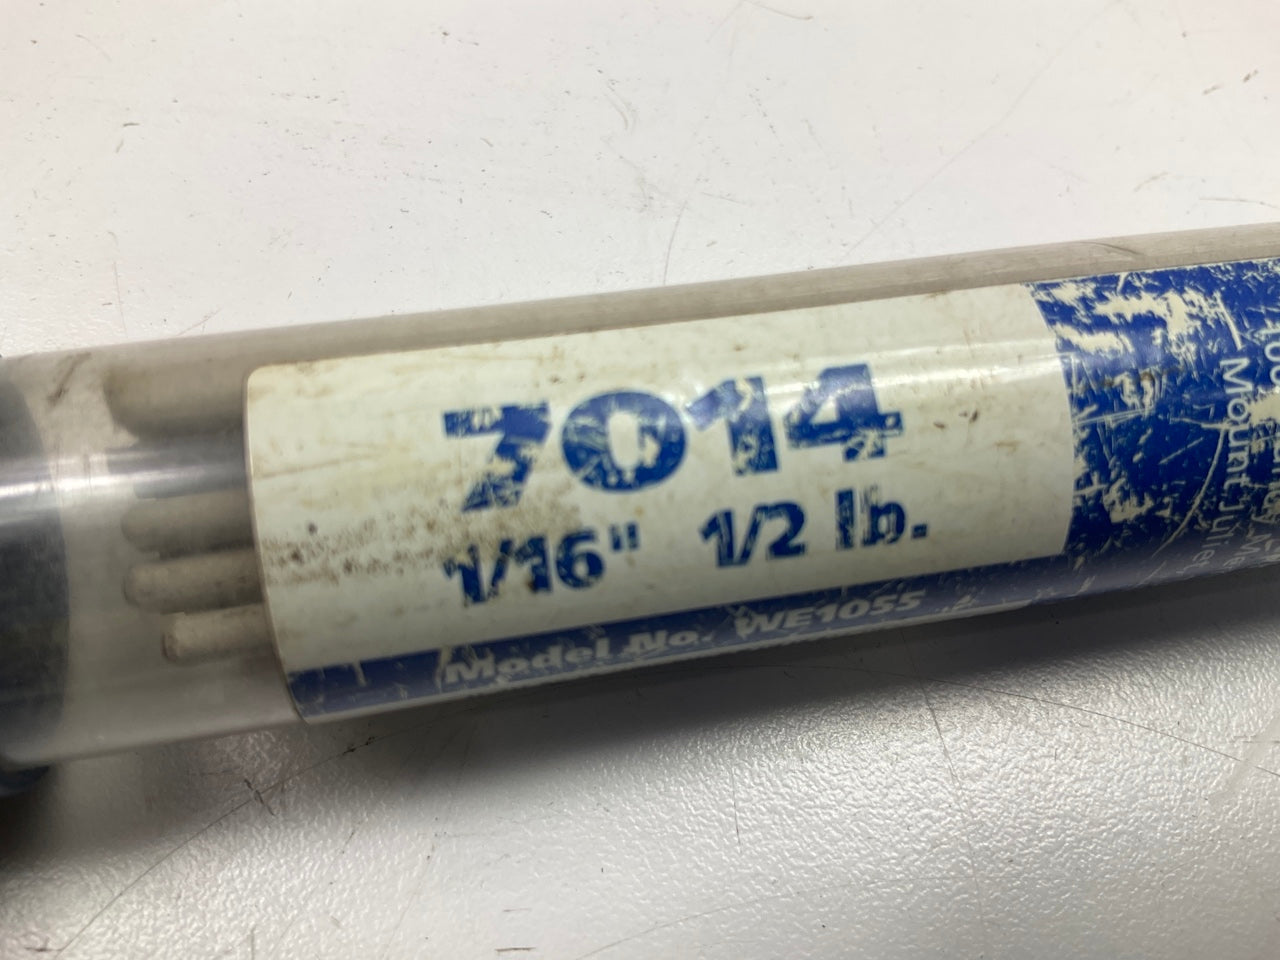 7014
1/16" 1/2 lb.
Model No. WE1055
Mount Juliet